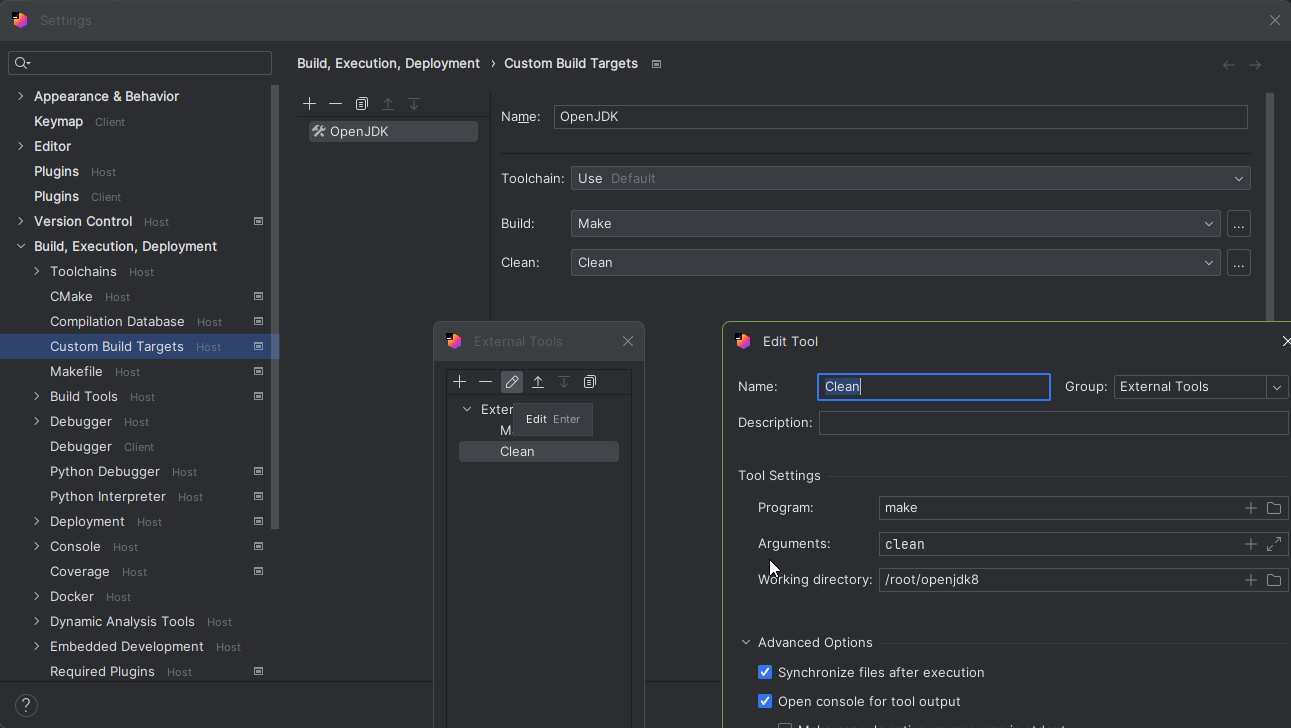 Settings
Build, Execution, Deployment › Custom Build Targets
Appearance & Behavior
Keymap Client
Editor
Plugins Host
Plugins Client
Version Control Host
Build, Execution, Deployment
Toolchains Host
CMake Host
Compilation Database Host
Custom Build Targets Host
Makefile Host
Build Tools Host
Debugger Host
Debugger Client
Python Debugger Host
Python Interpreter Host
Deployment Host
Console Host
Coverage Host
Docker Host
Dynamic Analysis Tools Host
Embedded Development Host
Required Plugins Host
?
OpenJDK
Name: OpenJDK
Toolchain: Use Default
Build: Make ...
Clean: Clean ...
External Tools
Exter
Edit Enter
M
Clean
Edit Tool
Name: Clean Group: External Tools
Description:
Tool Settings
Program: make
Arguments: clean
Working directory: /root/openjdk8
Advanced Options
Synchronize files after execution
Open console for tool output